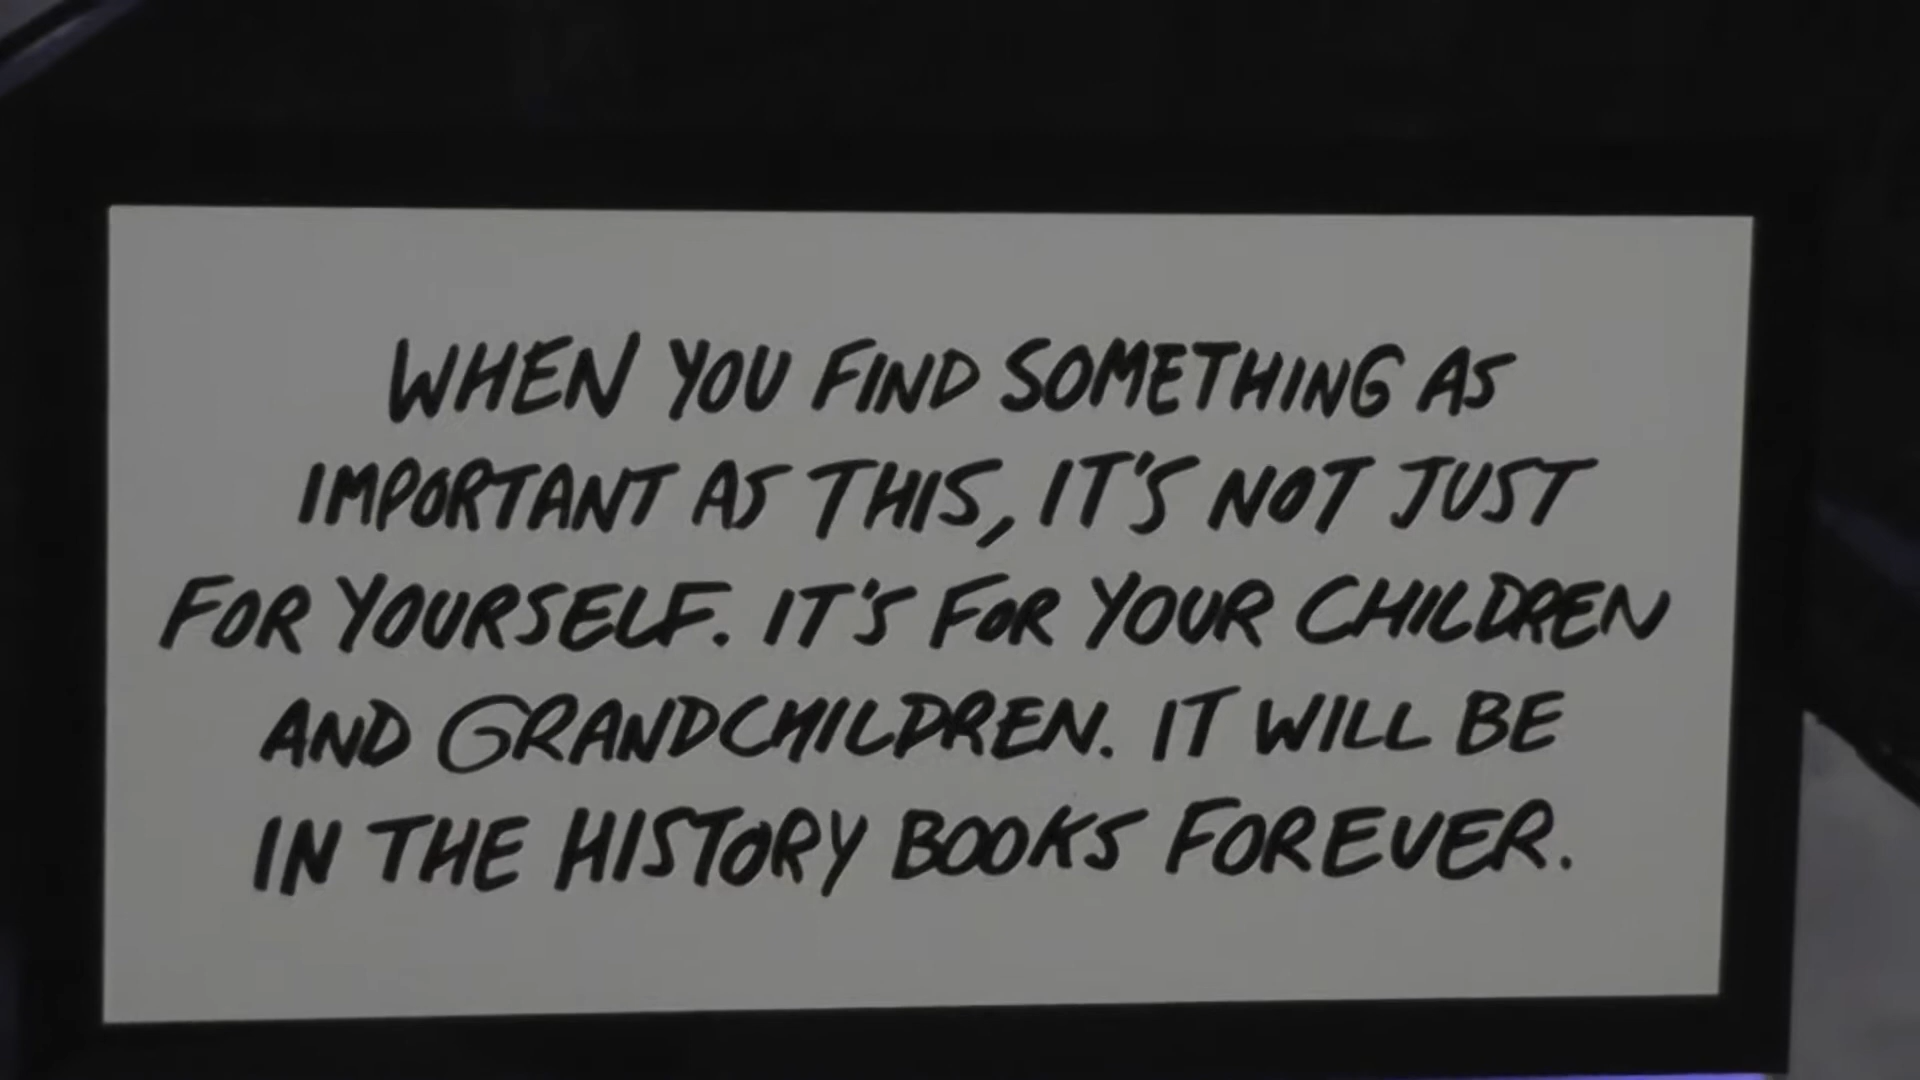 WHEN YOU FIND SOMETHING AS
IMPORTANT AS THIS, IT'S NOT JUST
FOR YOURSELF. IT'S FOR YOUR CHILDREN
AND GRANDCHILDREN. IT WILL BE
IN THE HISTORY BOOKS FOREVER.